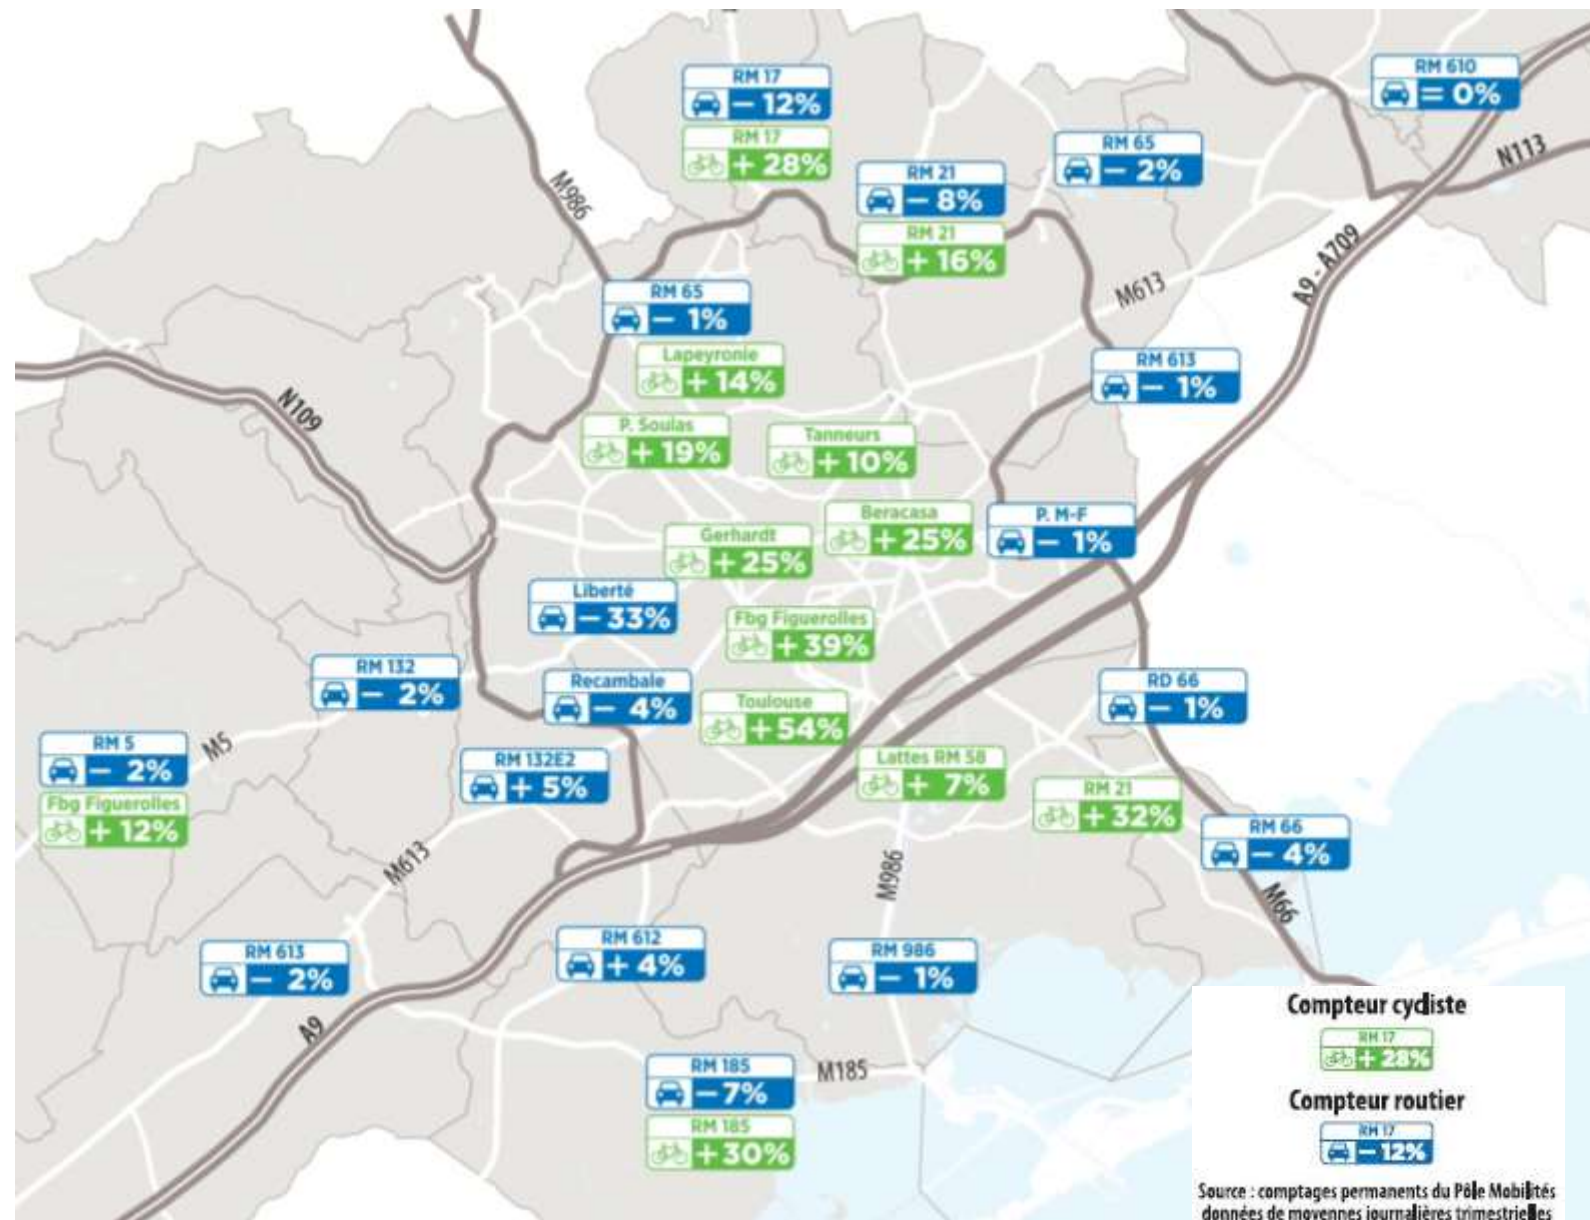 RM 17
− 12%
RM 17
+ 28%
RM 610
= 0%
N113
RM 65
− 2%
RM 21
− 8%
RM 21
+ 16%
M986
A9 - A709
M613
RM 65
− 1%
Lapeyronie
+ 14%
RM 613
− 1%
N109
P. Soulas
+ 19%
Tanneurs
+ 10%
Beracasa
+ 25%
P. M-F
− 1%
Gerhardt
+ 25%
Liberté
− 33%
Fbg Figuerolles
+ 39%
RM 132
− 2%
Recambale
− 4%
RD 66
− 1%
Toulouse
+ 54%
RM 5
− 2%
M5
Fbg Figuerolles
+ 12%
RM 132E2
+ 5%
Lattes RM 58
+ 7%
RM 21
+ 32%
RM 66
− 4%
M613
M986
M66
RM 613
− 2%
RM 612
+ 4%
RM 986
− 1%
A9
RM 185
− 7%
M185
RM 185
+ 30%
Compteur cycliste
RM 17
+ 28%
Compteur routier
RM 17
− 12%
Source : comptages permanents du Pôle Mobilités
données de moyennes journalières trimestrielles